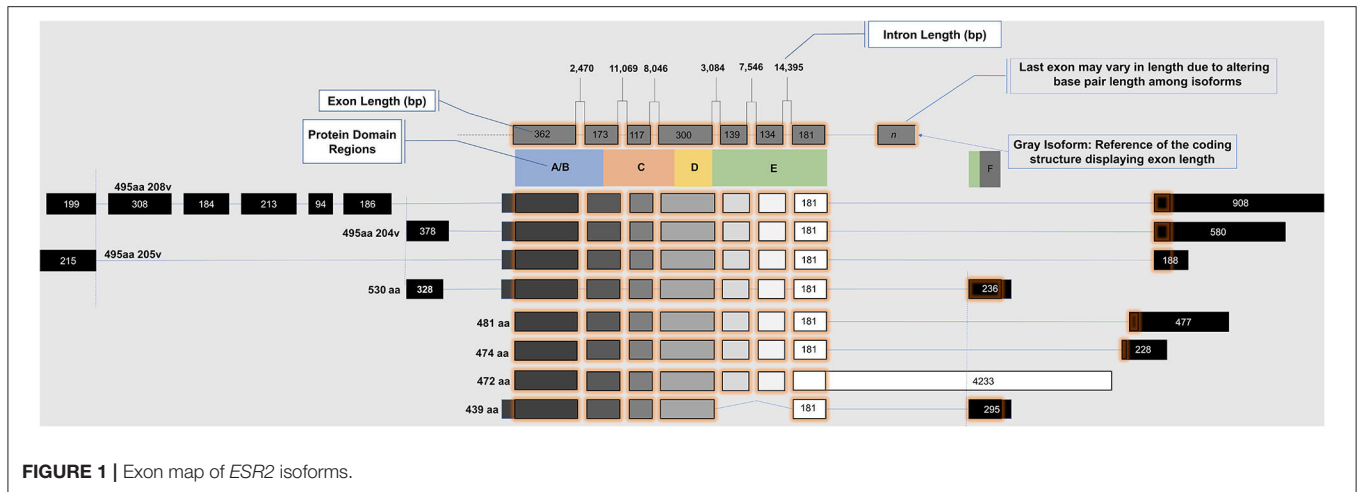 Intron Length (bp)
2,470 11,069 8,046 3,084 7,546 14,395
Last exon may vary in length due to altering
base pair length among isoforms
Exon Length (bp)
362 173 117 300 139 134 181 n
Protein Domain
Regions
Gray Isoform: Reference of the coding
structure displaying exon length
A/B C D E F
495aa 208v
199 308 184 213 94 186 181 908
495aa 204v 378 181 580
215 495aa 205v 181 188
530 aa 328 181 236
481 aa 181 477
474 aa 181 228
472 aa 4233
439 aa 181 295
FIGURE 1 | Exon map of ESR2 isoforms.